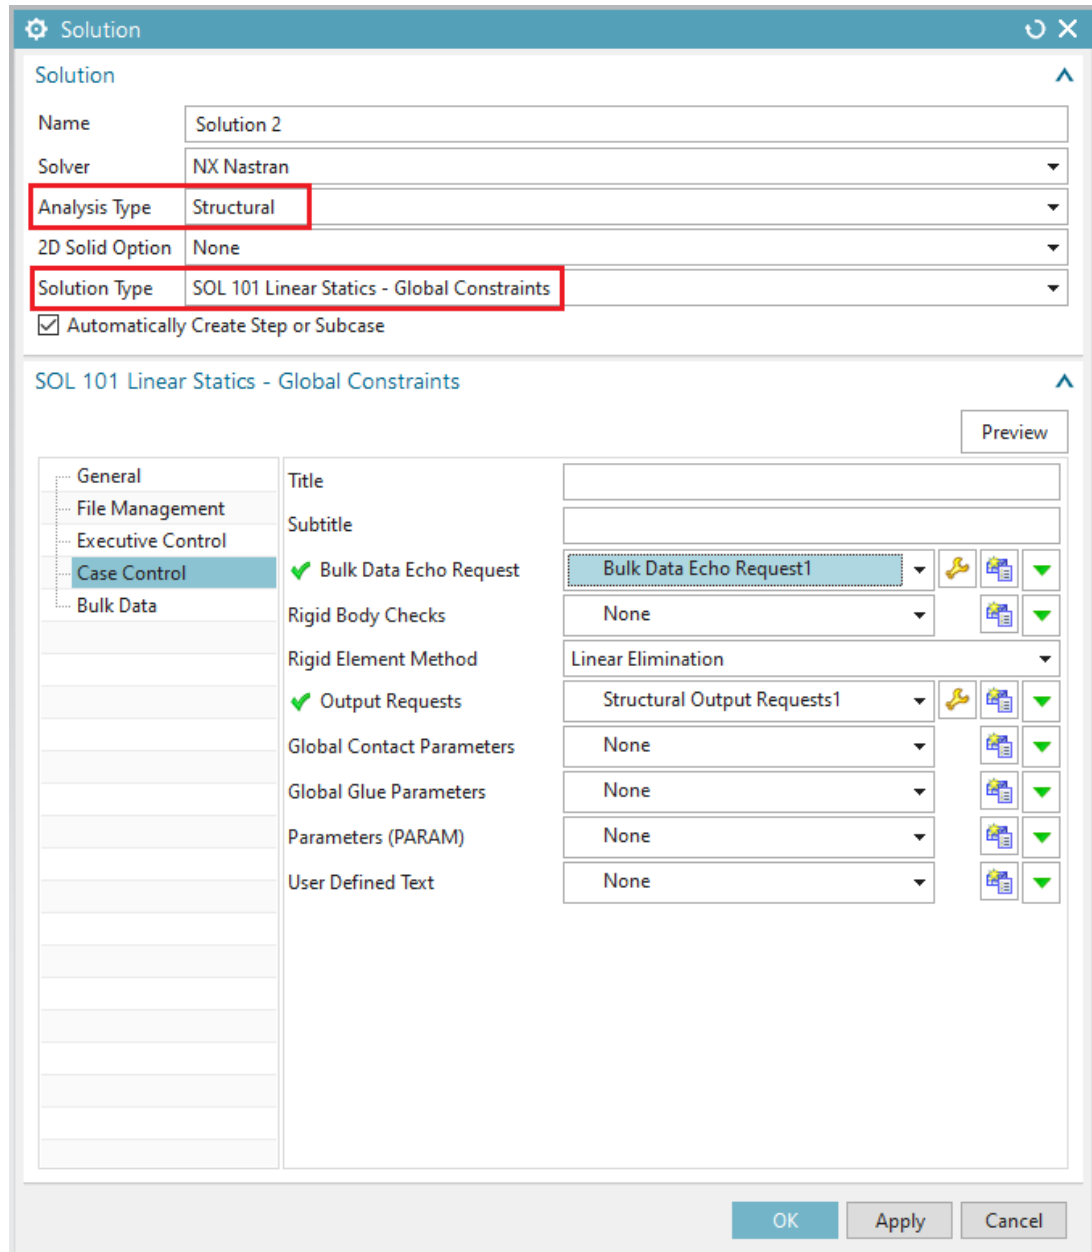 Solution
Solution
Name Solution 2
Solver NX Nastran
Analysis Type Structural
2D Solid Option None
Solution Type SOL 101 Linear Statics - Global Constraints
Automatically Create Step or Subcase
SOL 101 Linear Statics - Global Constraints
Preview
General
File Management
Executive Control
Case Control
Bulk Data
Title
Subtitle
Bulk Data Echo Request Bulk Data Echo Request1
Rigid Body Checks None
Rigid Element Method Linear Elimination
Output Requests Structural Output Requests1
Global Contact Parameters None
Global Glue Parameters None
Parameters (PARAM) None
User Defined Text None
OK Apply Cancel